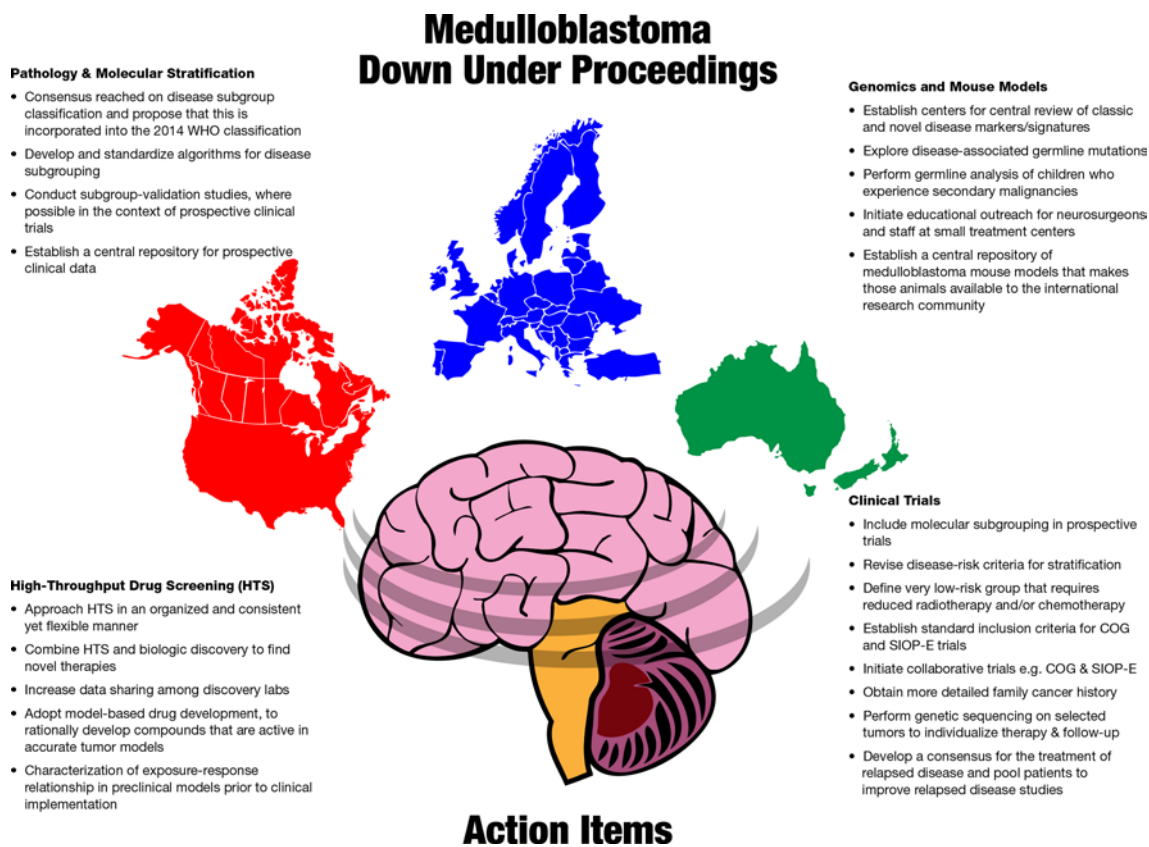 Medulloblastoma
Down Under Proceedings
Pathology & Molecular Stratification
• Consensus reached on disease subgroup
classification and propose that this is
incorporated into the 2014 WHO classification
• Develop and standardize algorithms for disease
subgrouping
• Conduct subgroup-validation studies, where
possible in the context of prospective clinical
trials
• Establish a central repository for prospective
clinical data
Genomics and Mouse Models
• Establish centers for central review of classic
and novel disease markers/signatures
• Explore disease-associated germline mutations
• Perform germline analysis of children who
experience secondary malignancies
• Initiate educational outreach for neurosurgeons
and staff at small treatment centers
• Establish a central repository of
medulloblastoma mouse models that makes
those animals available to the international
research community
High-Throughput Drug Screening (HTS)
• Approach HTS in an organized and consistent
yet flexible manner
• Combine HTS and biologic discovery to find
novel therapies
• Increase data sharing among discovery labs
• Adopt model-based drug development, to
rationally develop compounds that are active in
accurate tumor models
• Characterization of exposure-response
relationship in preclinical models prior to clinical
implementation
Clinical Trials
• Include molecular subgrouping in prospective
trials
• Revise disease-risk criteria for stratification
• Define very low-risk group that requires
reduced radiotherapy and/or chemotherapy
• Establish standard inclusion criteria for COG
and SIOP-E trials
• Initiate collaborative trials e.g. COG & SIOP-E
• Obtain more detailed family cancer history
• Perform genetic sequencing on selected
tumors to individualize therapy & follow-up
• Develop a consensus for the treatment of
relapsed disease and pool patients to
improve relapsed disease studies
Action Items